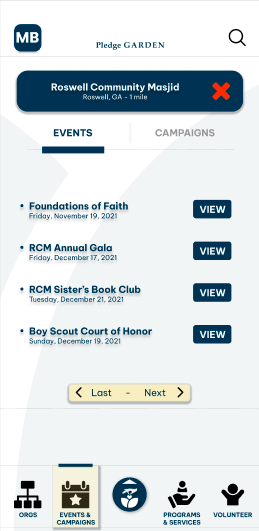 MB
Pledge GARDEN
Roswell Community Masjid
Roswell, GA - 1 mile
EVENTS
CAMPAIGNS
Foundations of Faith
VIEW
Friday, November 19, 2021
RCM Annual Gala
VIEW
Friday, December 17, 2021
RCM Sister's Book Club
VIEW
Tuesday, December 21, 2021
Boy Scout Court of Honor
VIEW
Sunday, December 19, 2021
Last - Next
ORGS
EVENTS &
CAMPAIGNS
PROGRAMS
& SERVICES
VOLUNTEER